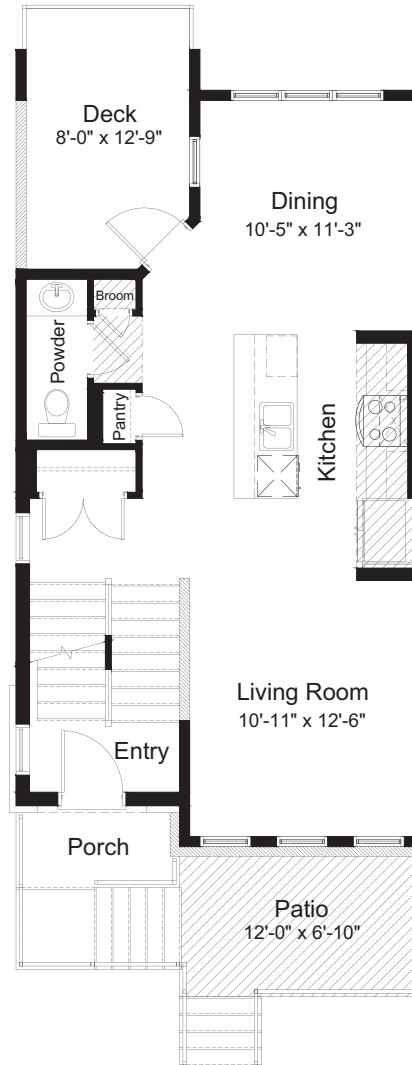 Deck
8'-0" x 12'-9"
Dining
10'-5" x 11'-3"
Broom
Powder
Pantry
Kitchen
Living Room
10'-11" x 12'-6"
Entry
Porch
Patio
12'-0" x 6'-10"